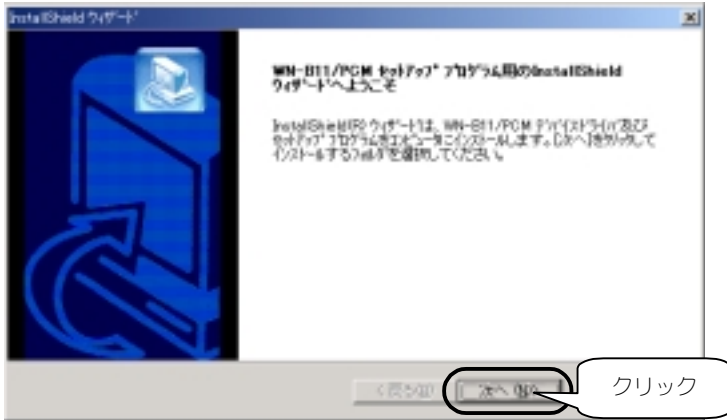 InstallShield ウィザード
WN-B11/PCM セットアップ プログラム用のInstallShield
ウィザードへようこそ
InstallShield(R) ウィザードは、WN-B11/PCM デバイスドライバ及び
セットアップ プログラムをコンピュータにインストールします。[次へ]をクリックして
インストールするフォルダを選択してください。
< 戻る(B)
次へ (N)>
クリック